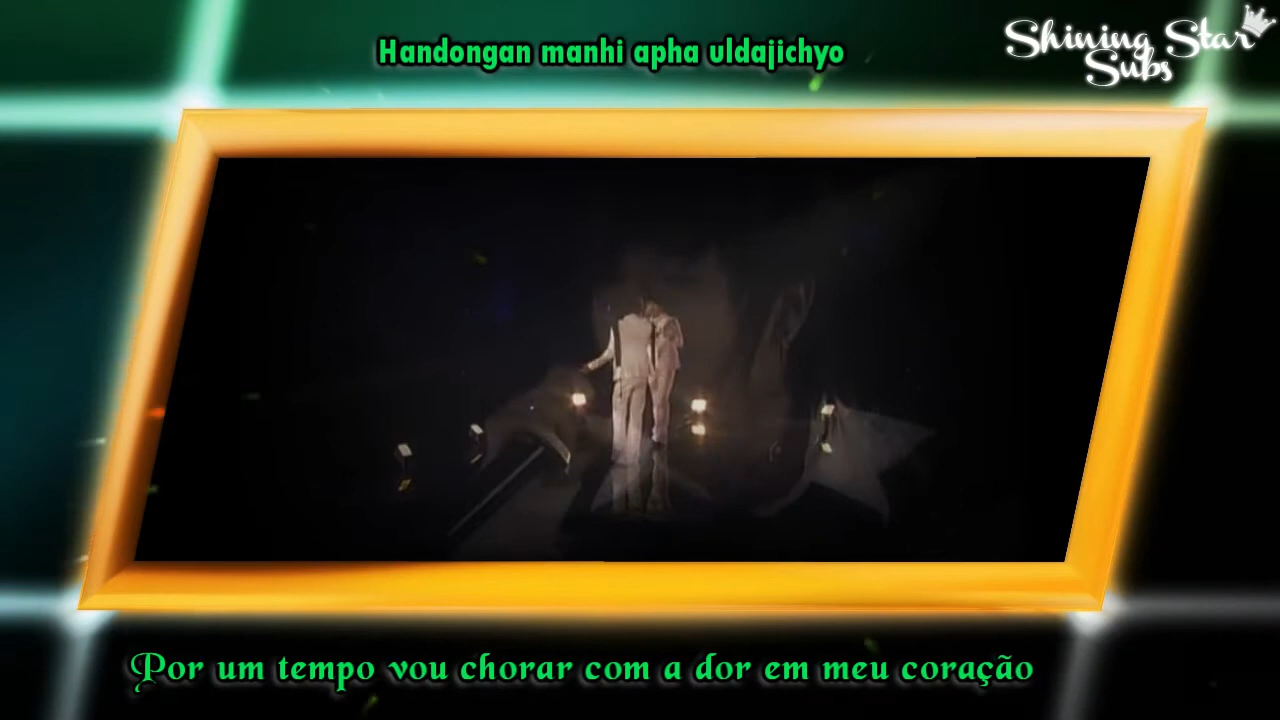 Handongan manhi apha uldajichyo
Shining Star
Subs
Por um tempo vou chorar com a dor em meu coração